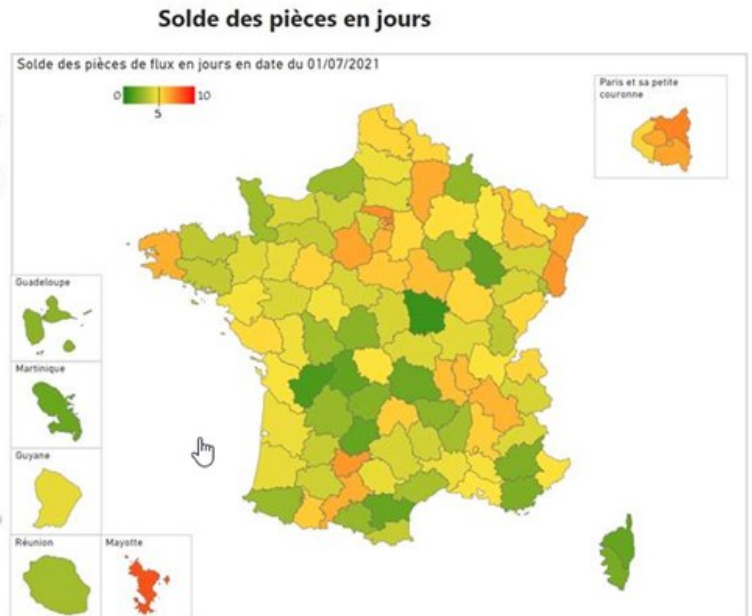 Solde des pièces en jours
Solde des pièces de flux en jours en date du 01/07/2021
0
10
5
Paris et sa petite
couronne
Guadeloupe
Martinique
Guyane
Réunion
Mayotte